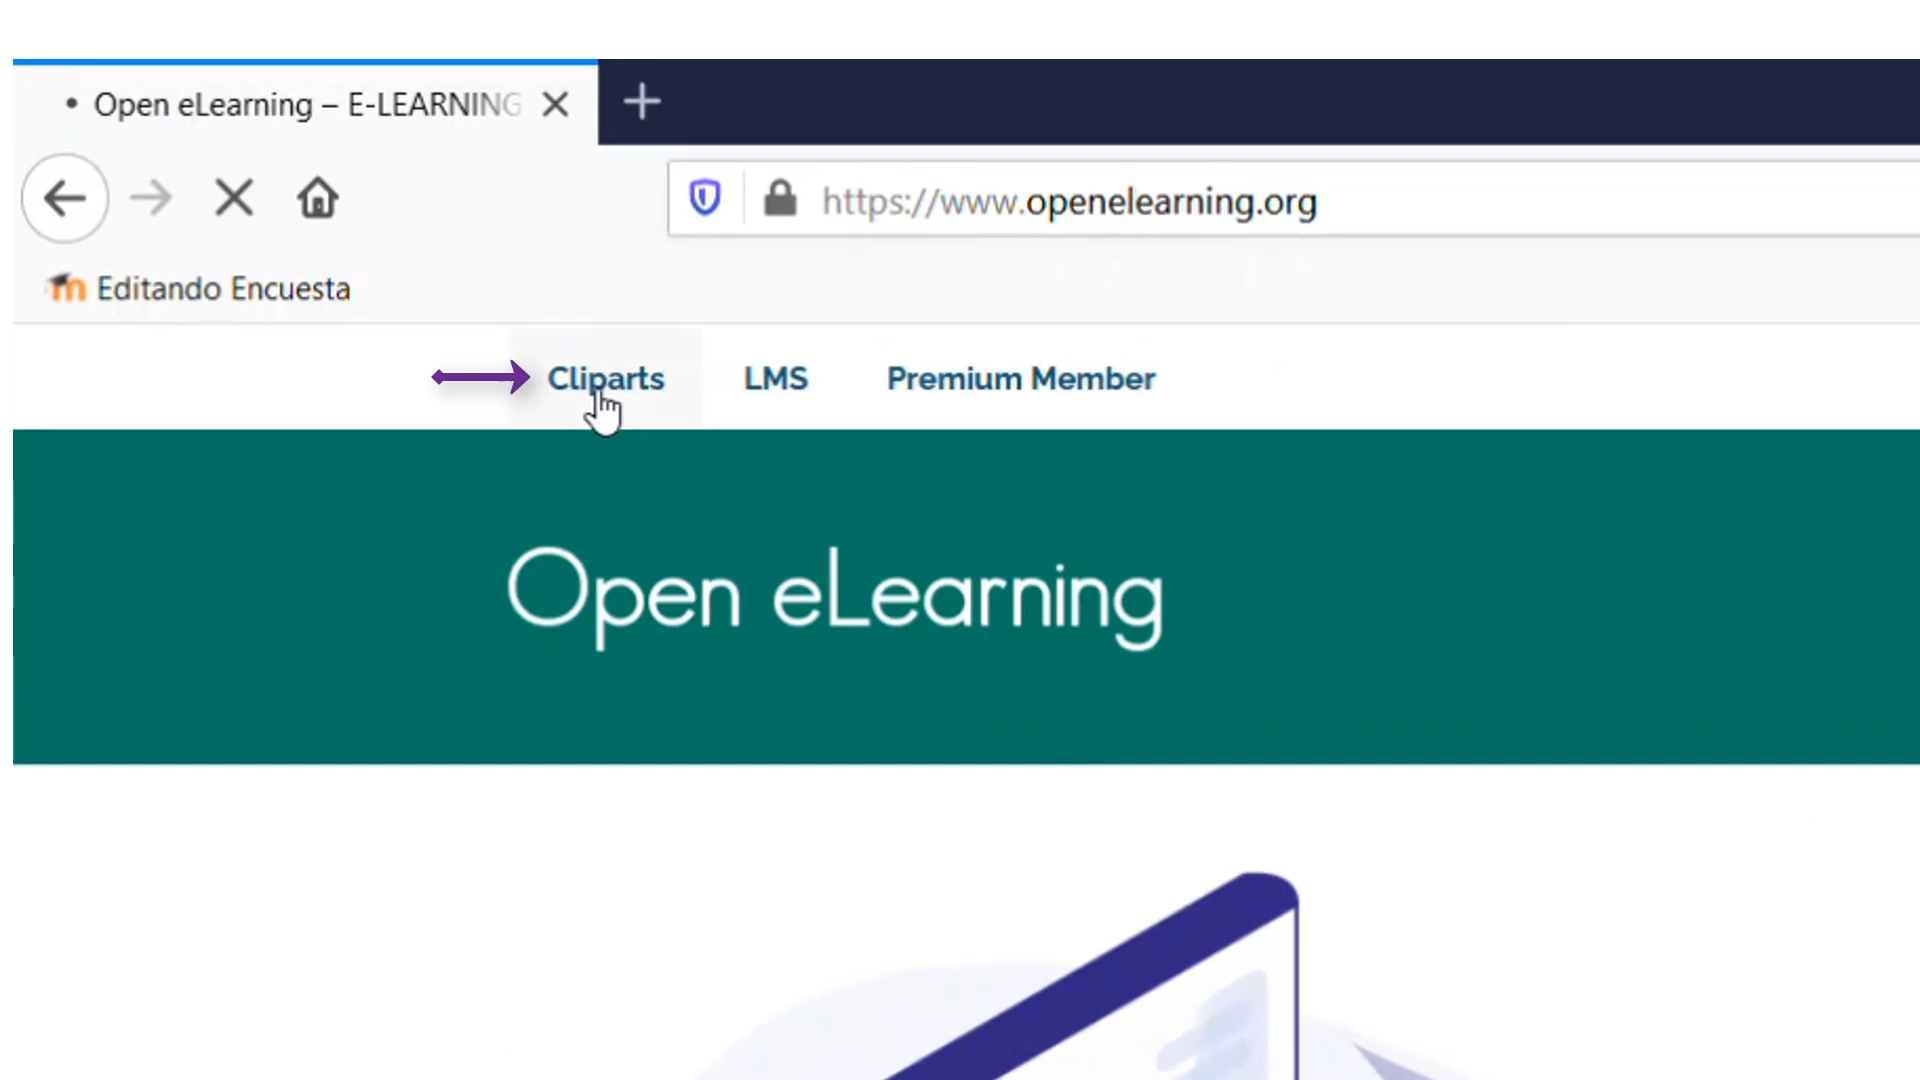 Open eLearning – E-LEARNING
https://www.openelearning.org
Editando Encuesta
Cliparts LMS Premium Member
Open eLearning